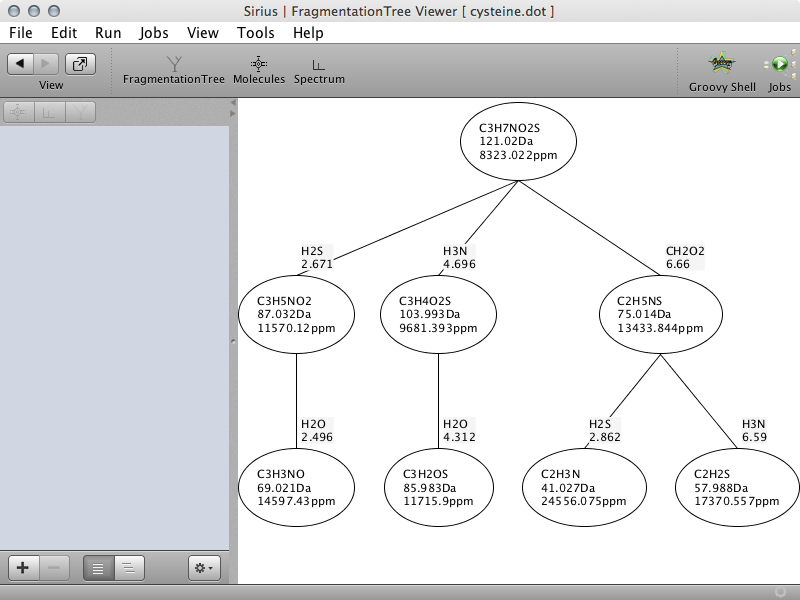 Sirius | FragmentationTree Viewer [ cysteine.dot ]
File Edit Run Jobs View Tools Help
View
FragmentationTree Molecules Spectrum
Groovy Shell Jobs
C3H7NO2S
121.02Da
8323.022ppm
H2S
2.671
H3N
4.696
CH2O2
6.66
C3H5NO2
87.032Da
11570.12ppm
C3H4O2S
103.993Da
9681.393ppm
C2H5NS
75.014Da
13433.844ppm
H2O
2.496
H2O
4.312
H2S
2.862
H3N
6.59
C3H3NO
69.021Da
14597.43ppm
C3H2OS
85.983Da
11715.9ppm
C2H3N
41.027Da
24556.075ppm
C2H2S
57.988Da
17370.557ppm